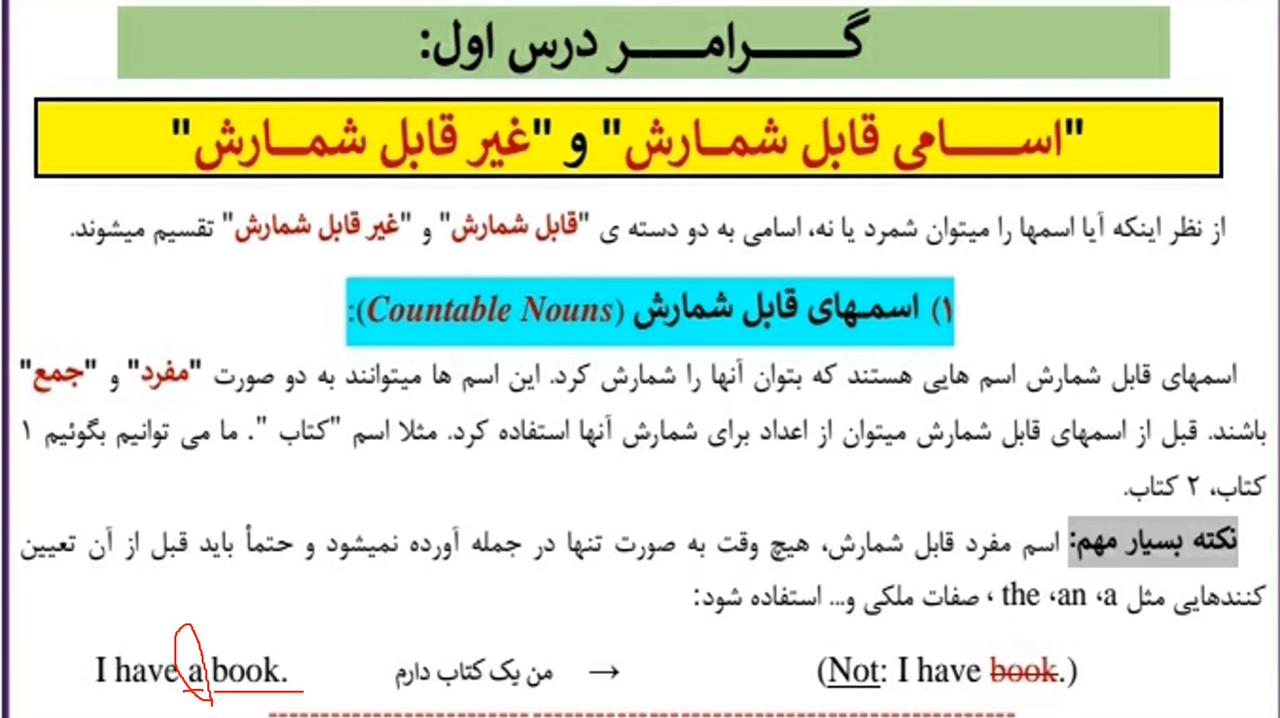 گـــــرامـــــر درس اول:
"اســـــامی قابل شمـارش" و "غیر قابل شمـــارش"
از نظر اینکه آیا اسمها را میتوان شمرد یا نه، اسامی به دو دسته ی "قابل شمارش" و "غیر قابل شمارش" تقسیم میشوند.
۱) اسمـهای قابل شمارش (Countable Nouns):
اسمهای قابل شمارش اسم هایی هستند که بتوان آنها را شمارش کرد. این اسم ها میتوانند به دو صورت "مفرد" و "جمع"
باشند. قبل از اسمهای قابل شمارش میتوان از اعداد برای شمارش آنها استفاده کرد. مثلا اسم "کتاب ". ما می توانیم بگوئیم ۱
کتاب، ۲ کتاب.
نکته بسیار مهم: اسم مفرد قابل شمارش، هیچ وقت به صورت تنها در جمله آورده نمیشود و حتمأ باید قبل از آن تعیین
کنندهایی مثل a، an، the ، صفات ملکی و... استفاده شود:
I have a book. من یک کتاب دارم → (Not: I have book.)